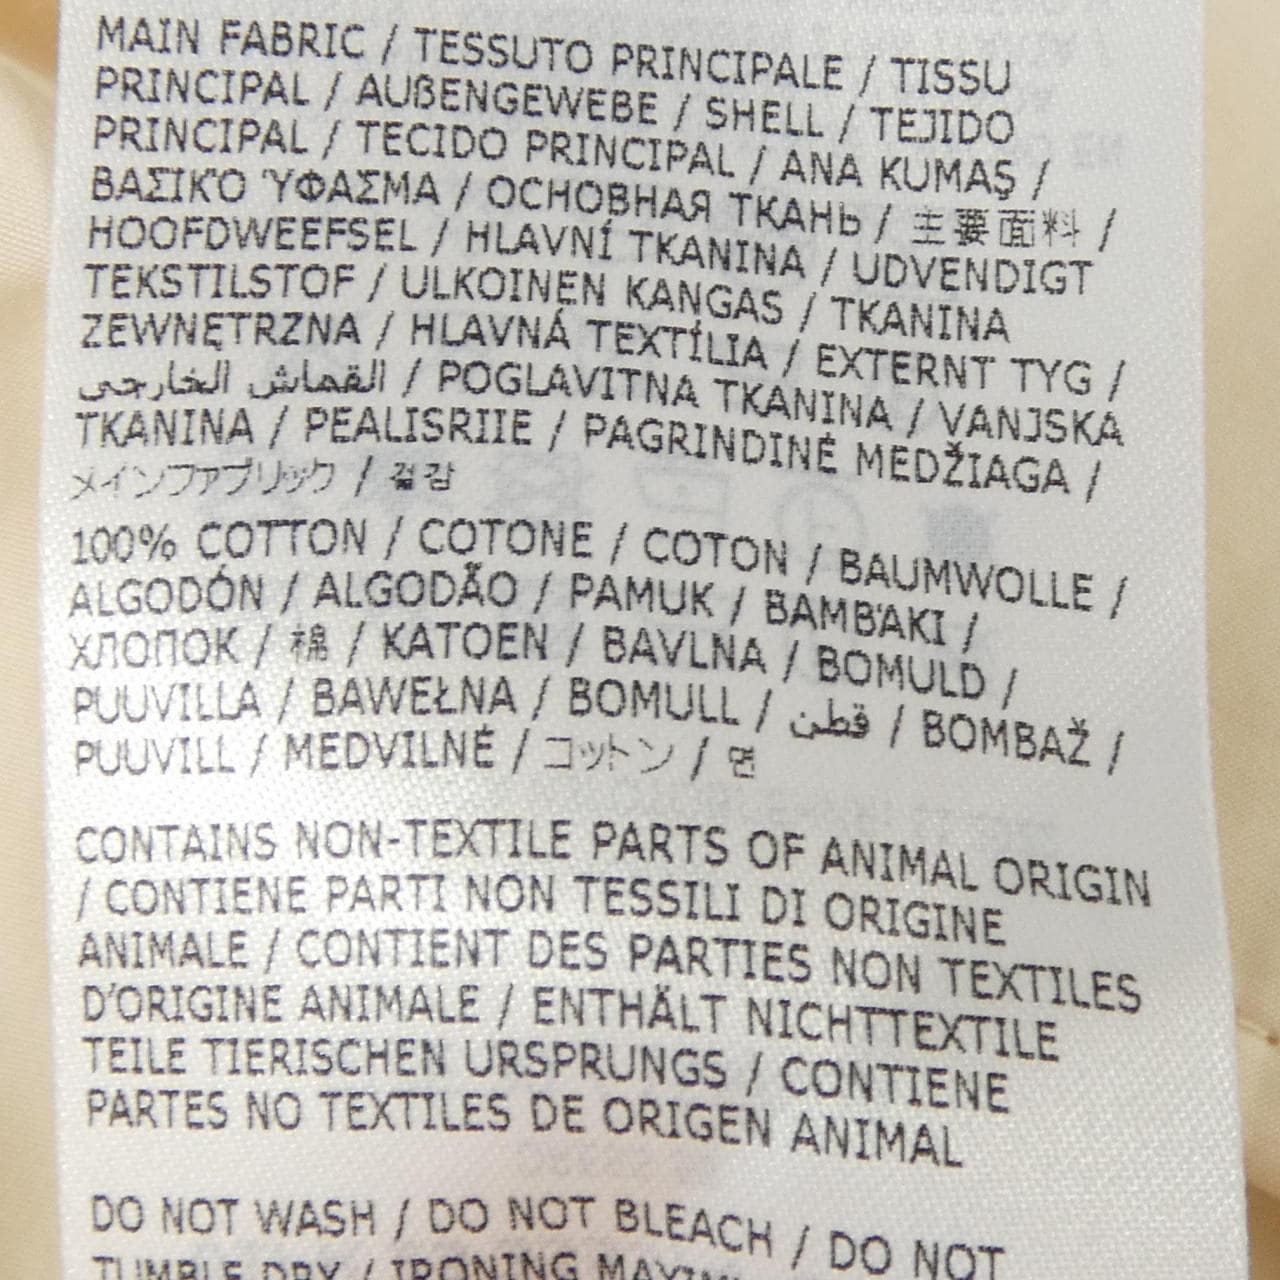 MAIN FABRIC / TESSUTO PRINCIPALE / TISSU
PRINCIPAL / AUßENGEWEBE / SHELL / TEJIDO
PRINCIPAL / TECIDO PRINCIPAL / ANA KUMAŞ /
ΒΑΣΙΚΌ ΎΦΑΣΜΑ / ОСНОВНАЯ ТКАНЬ / 主要面料 /
HOOFDWEEFSEL / HLAVNÍ TKANINA / UDVENDIGT
TEKSTILSTOF / ULKOINEN KANGAS / TKANINA
ZEWNĘTRZNA / HLAVNÁ TEXTÍLIA / EXTERNT TYG /
القماش الخارجى / POGLAVITNA TKANINA / VANJSKA
TKANINA / PEALISRIIE / PAGRINDINĖ MEDŽIAGA /
メインファブリック / 겉감
100% COTTON / COTONE / COTON / BAUMWOLLE /
ALGODÓN / ALGODÃO / PAMUK / ΒΑΜΒΆΚΙ /
ХЛОПОК / 棉 / KATOEN / BAVLNA / BOMULD /
PUUVILLA / BAWEŁNA / BOMULL / قطن / BOMBAŽ /
PUUVILL / MEDVILNĖ / コットン / 면
CONTAINS NON-TEXTILE PARTS OF ANIMAL ORIGIN
/ CONTIENE PARTI NON TESSILI DI ORIGINE
ANIMALE / CONTIENT DES PARTIES NON TEXTILES
D'ORIGINE ANIMALE / ENTHÄLT NICHTTEXTILE
TEILE TIERISCHEN URSPRUNGS / CONTIENE
PARTES NO TEXTILES DE ORIGEN ANIMAL
DO NOT WASH / DO NOT BLEACH / DO NOT
TUMBLE DRY / IRONING